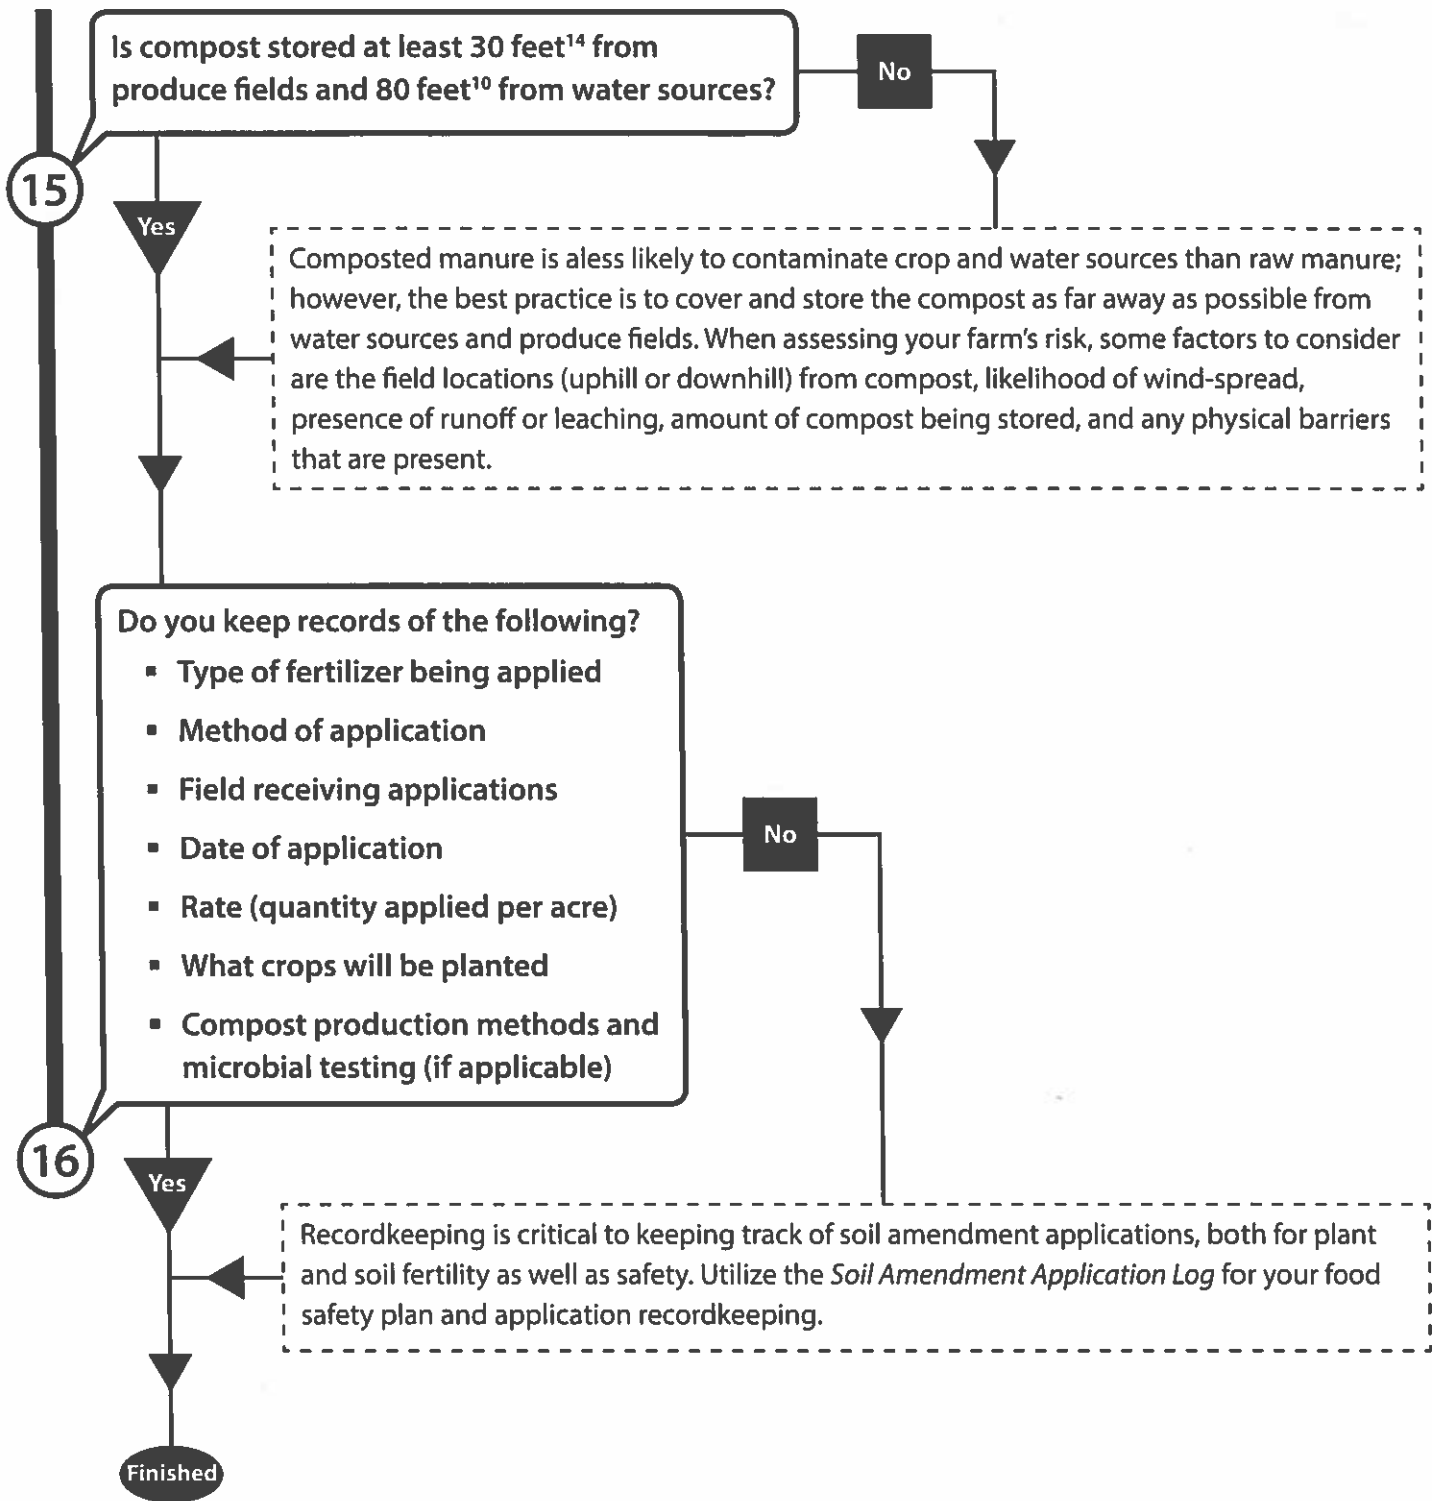 Is compost stored at least 30 feet¹⁴ from
produce fields and 80 feet¹⁰ from water sources?
No
15
Yes
Composted manure is aless likely to contaminate crop and water sources than raw manure;
however, the best practice is to cover and store the compost as far away as possible from
water sources and produce fields. When assessing your farm's risk, some factors to consider
are the field locations (uphill or downhill) from compost, likelihood of wind-spread,
presence of runoff or leaching, amount of compost being stored, and any physical barriers
that are present.
Do you keep records of the following?
▪ Type of fertilizer being applied
▪ Method of application
▪ Field receiving applications
▪ Date of application
▪ Rate (quantity applied per acre)
▪ What crops will be planted
▪ Compost production methods and
microbial testing (if applicable)
No
16
Yes
Recordkeeping is critical to keeping track of soil amendment applications, both for plant
and soil fertility as well as safety. Utilize the Soil Amendment Application Log for your food
safety plan and application recordkeeping.
Finished